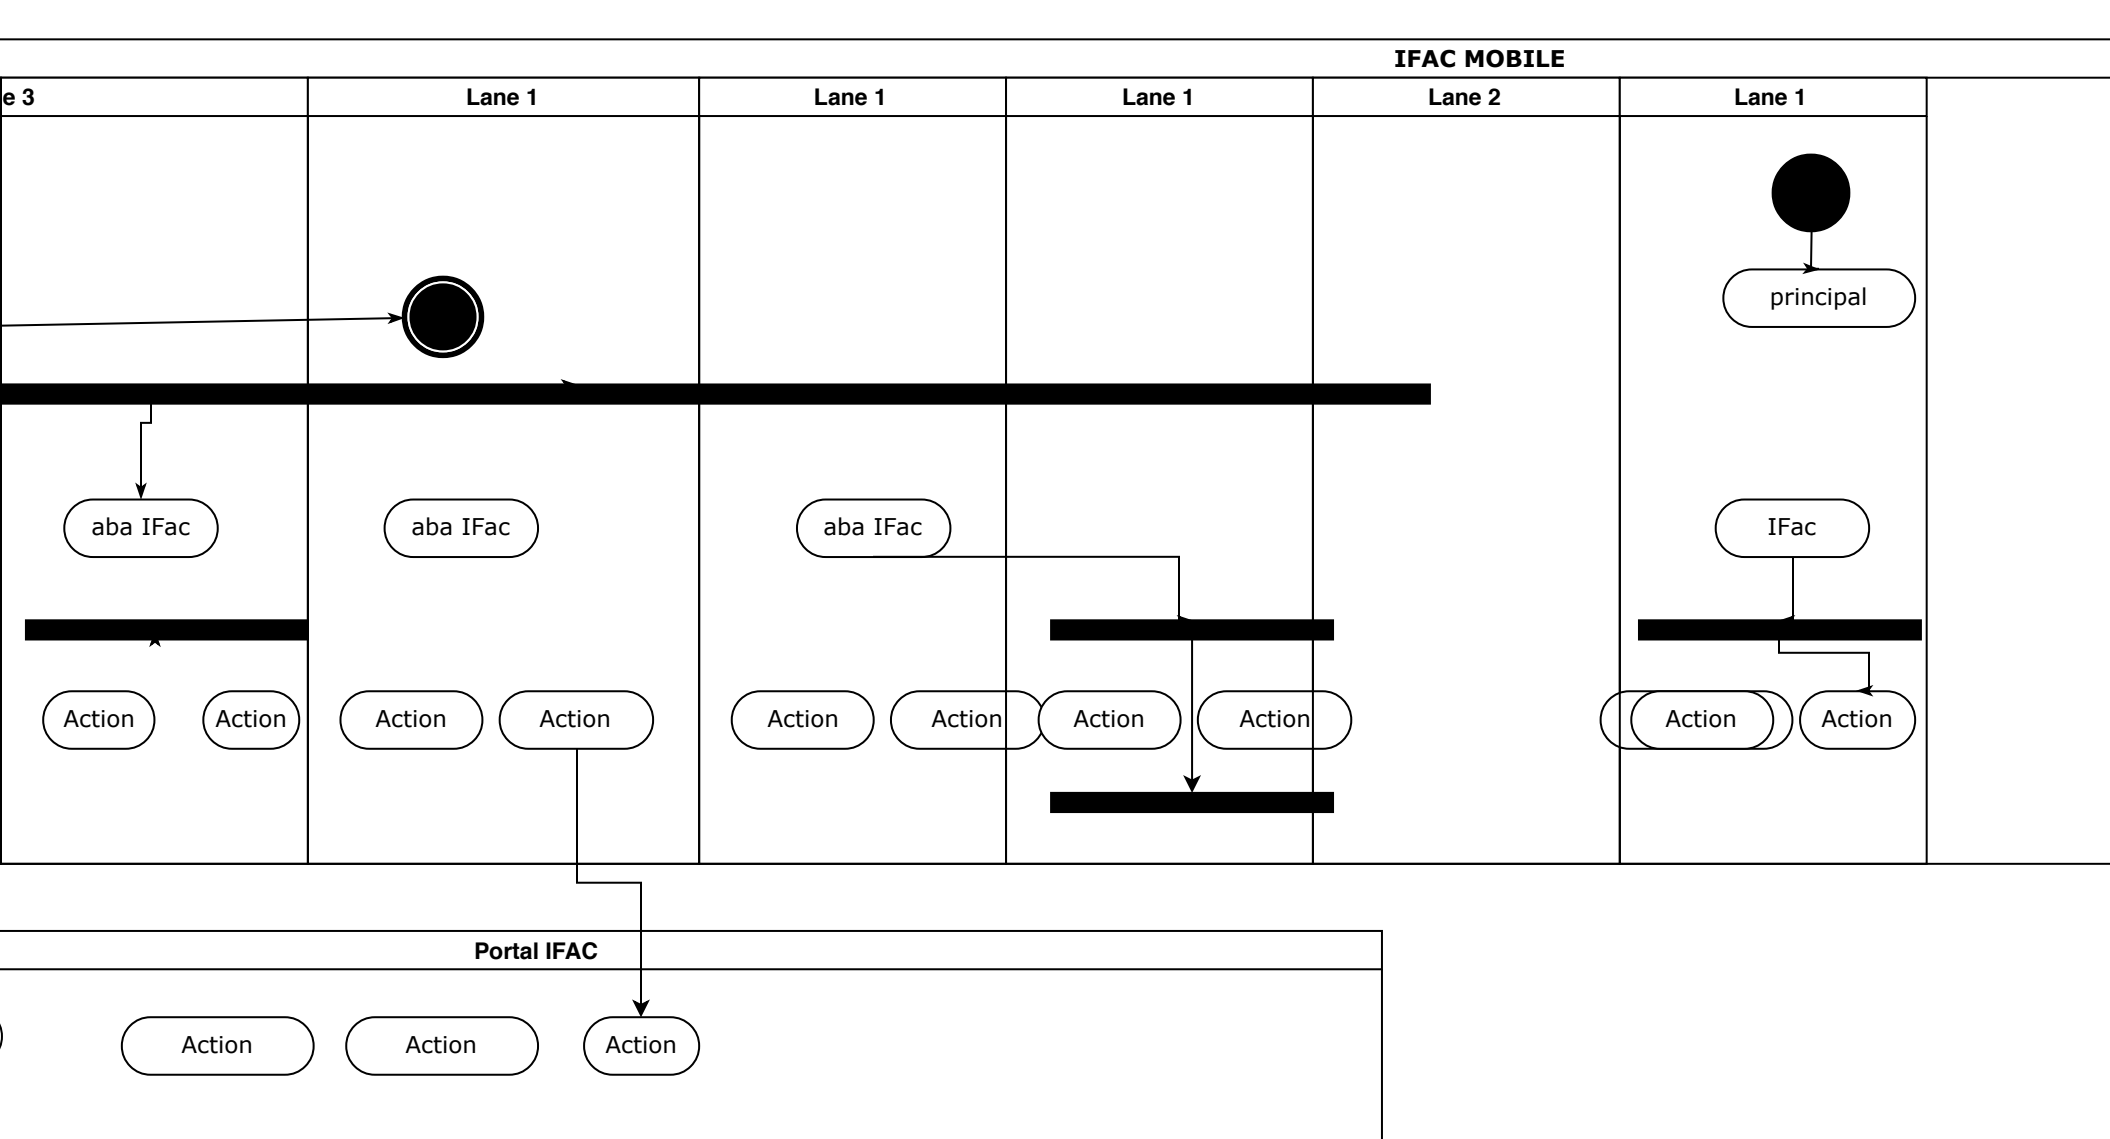 IFAC MOBILE
e 3
Lane 1
Lane 1
Lane 1
Lane 2
Lane 1
principal
aba IFac
aba IFac
aba IFac
IFac
Action
Action
Action
Action
Action
Action
Action
Action
Action
Action
Portal IFAC
Action
Action
Action